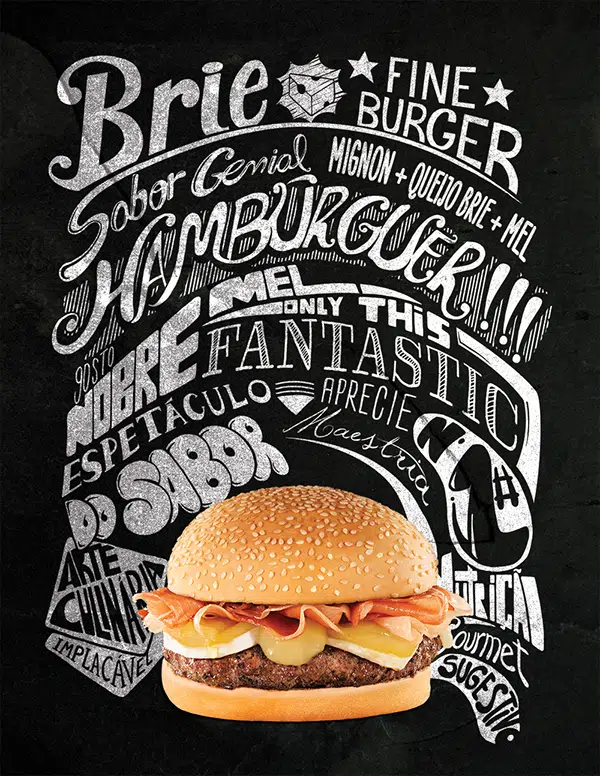 Brie
FINE
BURGER
Sabor Genial
MIGNON + QUEIJO BRIE + MEL
HAMBÚRGUER!!!
MEL
ONLY THIS
gosto
NOBRE
FANTASTIC
ESPETÁCULO
APRECIE
Maestria
DO SABOR
#
ARTE
CULINÁRIA
IMPLACÁVEL
NUTRIÇÃO
Gourmet